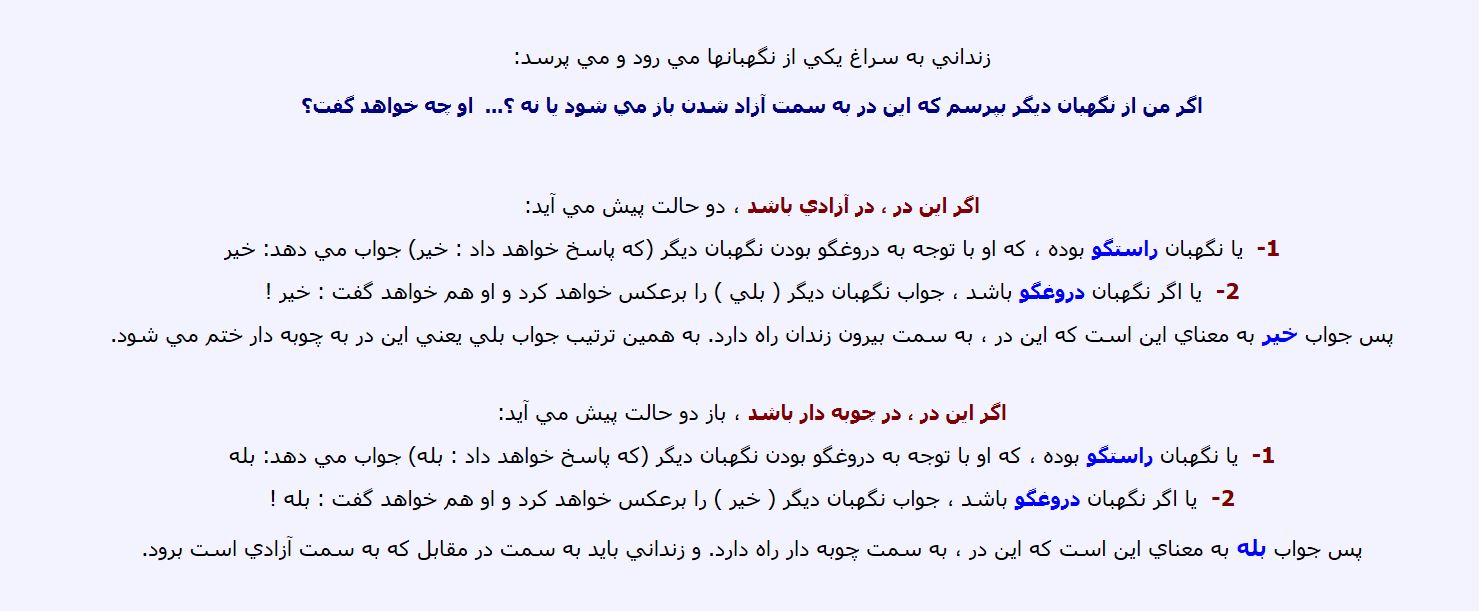 زنداني به سراغ يكي از نگهبانها مي رود و مي پرسد:
اگر من از نگهبان ديگر بپرسم كه اين در به سمت آزاد شدن باز مي شود يا نه ؟... او چه خواهد گفت؟
اگر اين در ، در آزادي باشد ، دو حالت پيش مي آيد:
1- يا نگهبان راستگو بوده ، كه او با توجه به دروغگو بودن نگهبان ديگر (كه پاسخ خواهد داد : خير) جواب مي دهد: خير
2- يا اگر نگهبان دروغگو باشد ، جواب نگهبان ديگر ( بلي ) را برعكس خواهد كرد و او هم خواهد گفت : خير !
پس جواب خير به معناي اين است كه اين در ، به سمت بيرون زندان راه دارد. به همين ترتيب جواب بلي يعني اين در به چوبه دار ختم مي شود.
اگر اين در ، در چوبه دار باشد ، باز دو حالت پيش مي آيد:
1- يا نگهبان راستگو بوده ، كه او با توجه به دروغگو بودن نگهبان ديگر (كه پاسخ خواهد داد : بله) جواب مي دهد: بله
2- يا اگر نگهبان دروغگو باشد ، جواب نگهبان ديگر ( خير ) را برعكس خواهد كرد و او هم خواهد گفت : بله !
پس جواب بله به معناي اين است كه اين در ، به سمت چوبه دار راه دارد. و زنداني بايد به سمت در مقابل كه به سمت آزادي است برود.